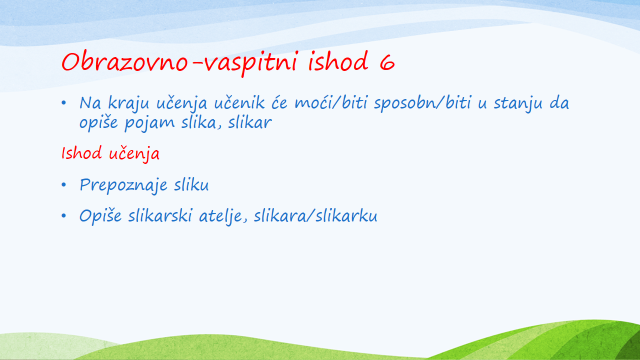 Obrazovno-vaspitni ishod 6
• Na kraju učenja učenik će moći/biti sposobn/biti u stanju da
opiše pojam slika, slikar
Ishod učenja
• Prepoznaje sliku
• Opiše slikarski atelje, slikara/slikarku